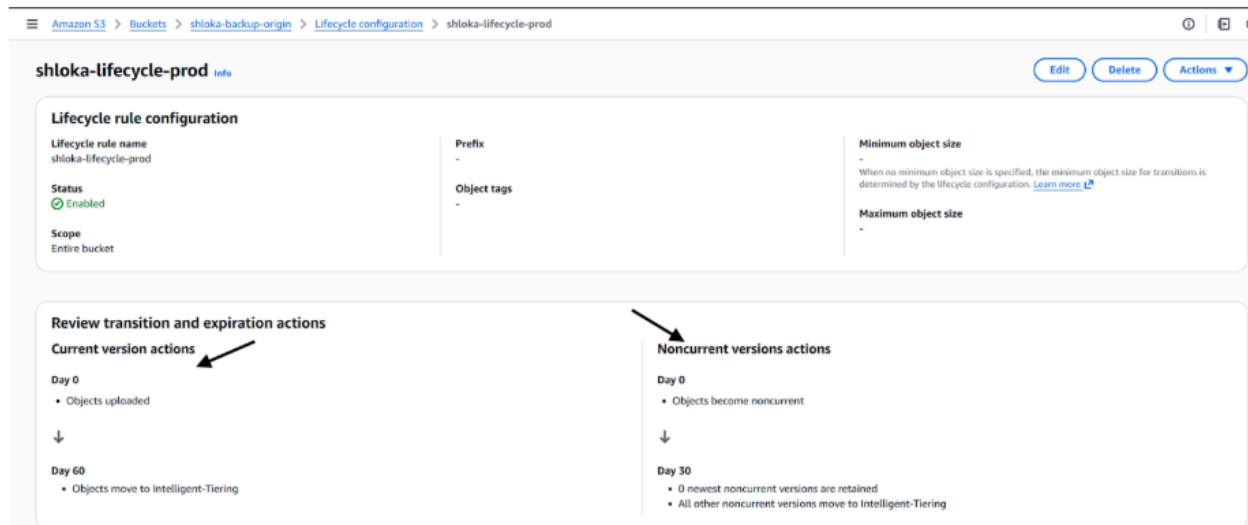 Amazon S3 > Buckets > shloka-backup-origin > Lifecycle configuration > shloka-lifecycle-prod
shloka-lifecycle-prod Info
Edit Delete Actions ▼
Lifecycle rule configuration
Lifecycle rule name
shloka-lifecycle-prod
Status
Enabled
Scope
Entire bucket
Prefix
-
Object tags
-
Minimum object size
-
When no minimum object size is specified, the minimum object size for transitions is
determined by the lifecycle configuration. Learn more
Maximum object size
-
Review transition and expiration actions
Current version actions
Day 0
• Objects uploaded
↓
Day 60
• Objects move to Intelligent-Tiering
Noncurrent versions actions
Day 0
• Objects become noncurrent
↓
Day 30
• 0 newest noncurrent versions are retained
• All other noncurrent versions move to Intelligent-Tiering